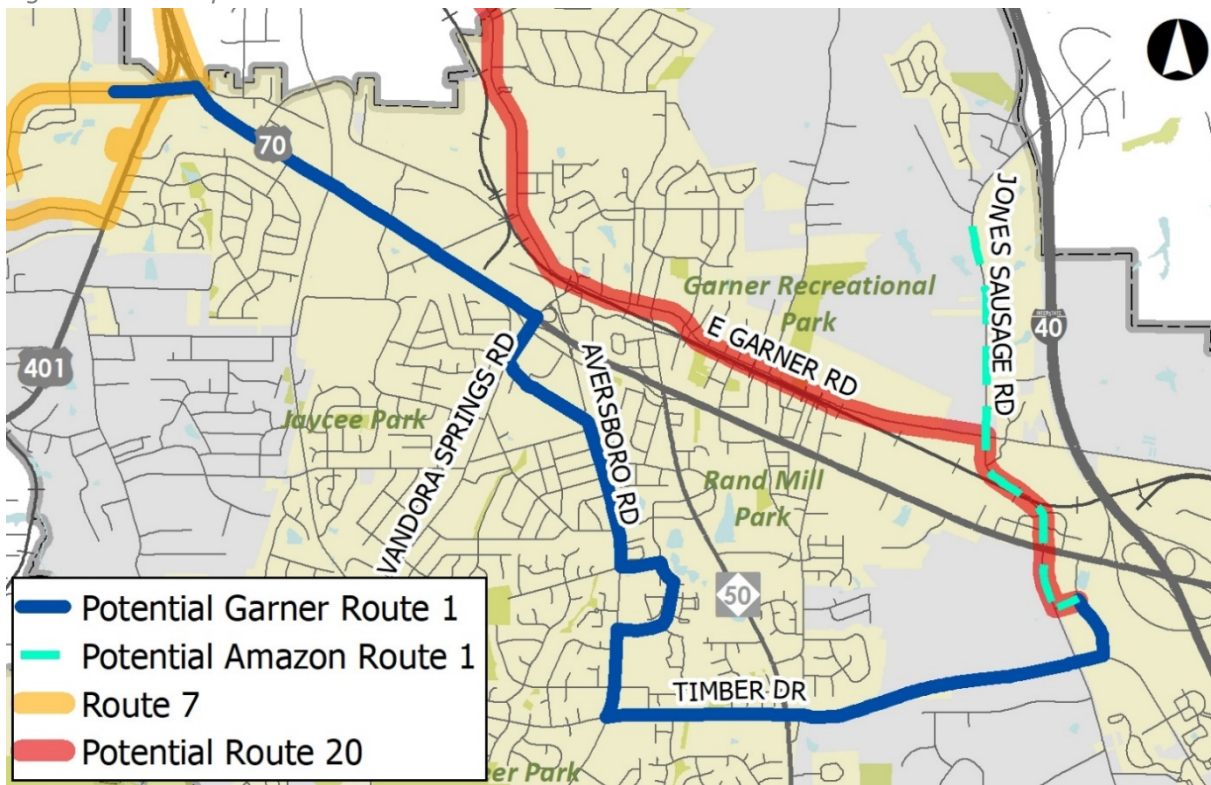 70
JONES SAUSAGE RD
Garner Recreational
Park
E GARNER RD
40
401
VANDORA SPRINGS RD
AVERSBORO RD
Jaycee Park
Rand Mill
Park
50
TIMBER DR
Potential Garner Route 1
Potential Amazon Route 1
Route 7
Potential Route 20
Park